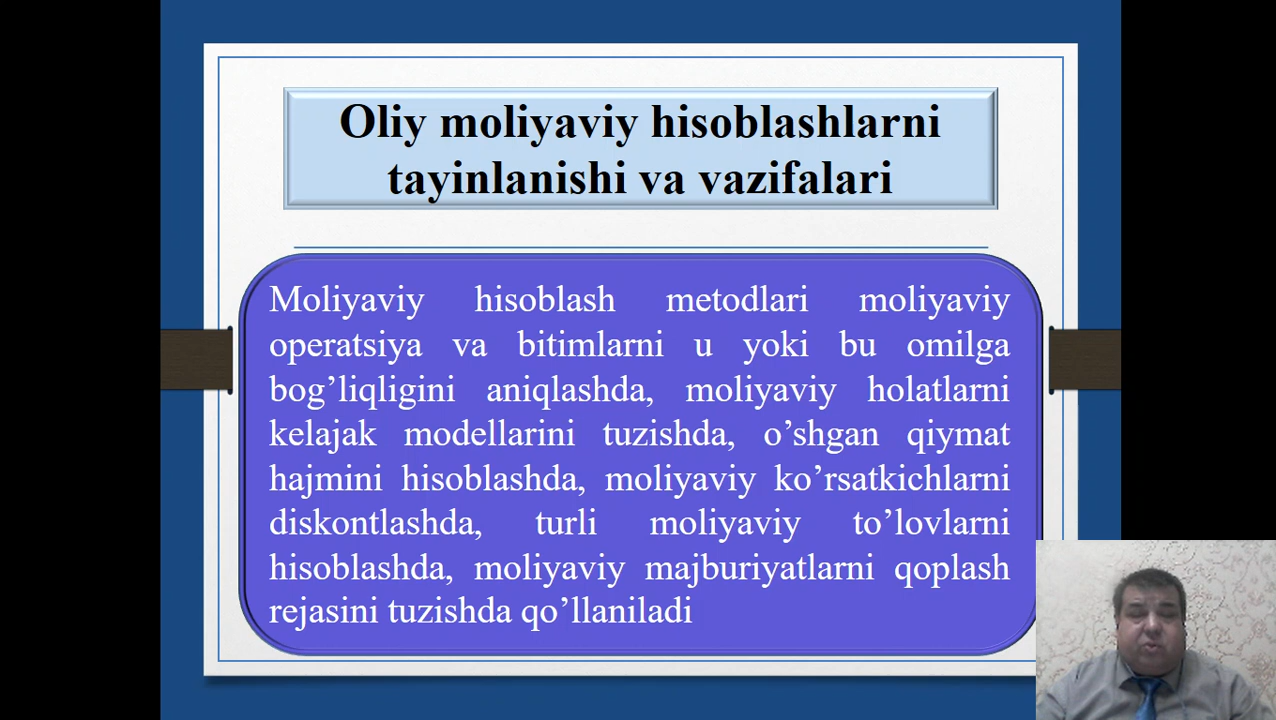 Oliy moliyaviy hisoblashlarni
tayinlanishi va vazifalari
Moliyaviy hisoblash metodlari moliyaviy
operatsiya va bitimlarni u yoki bu omilga
bog’liqligini aniqlashda, moliyaviy holatlarni
kelajak modellarini tuzishda, o’shgan qiymat
hajmini hisoblashda, moliyaviy ko’rsatkichlarni
diskontlashda, turli moliyaviy to’lovlarni
hisoblashda, moliyaviy majburiyatlarni qoplash
rejasini tuzishda qo’llaniladi